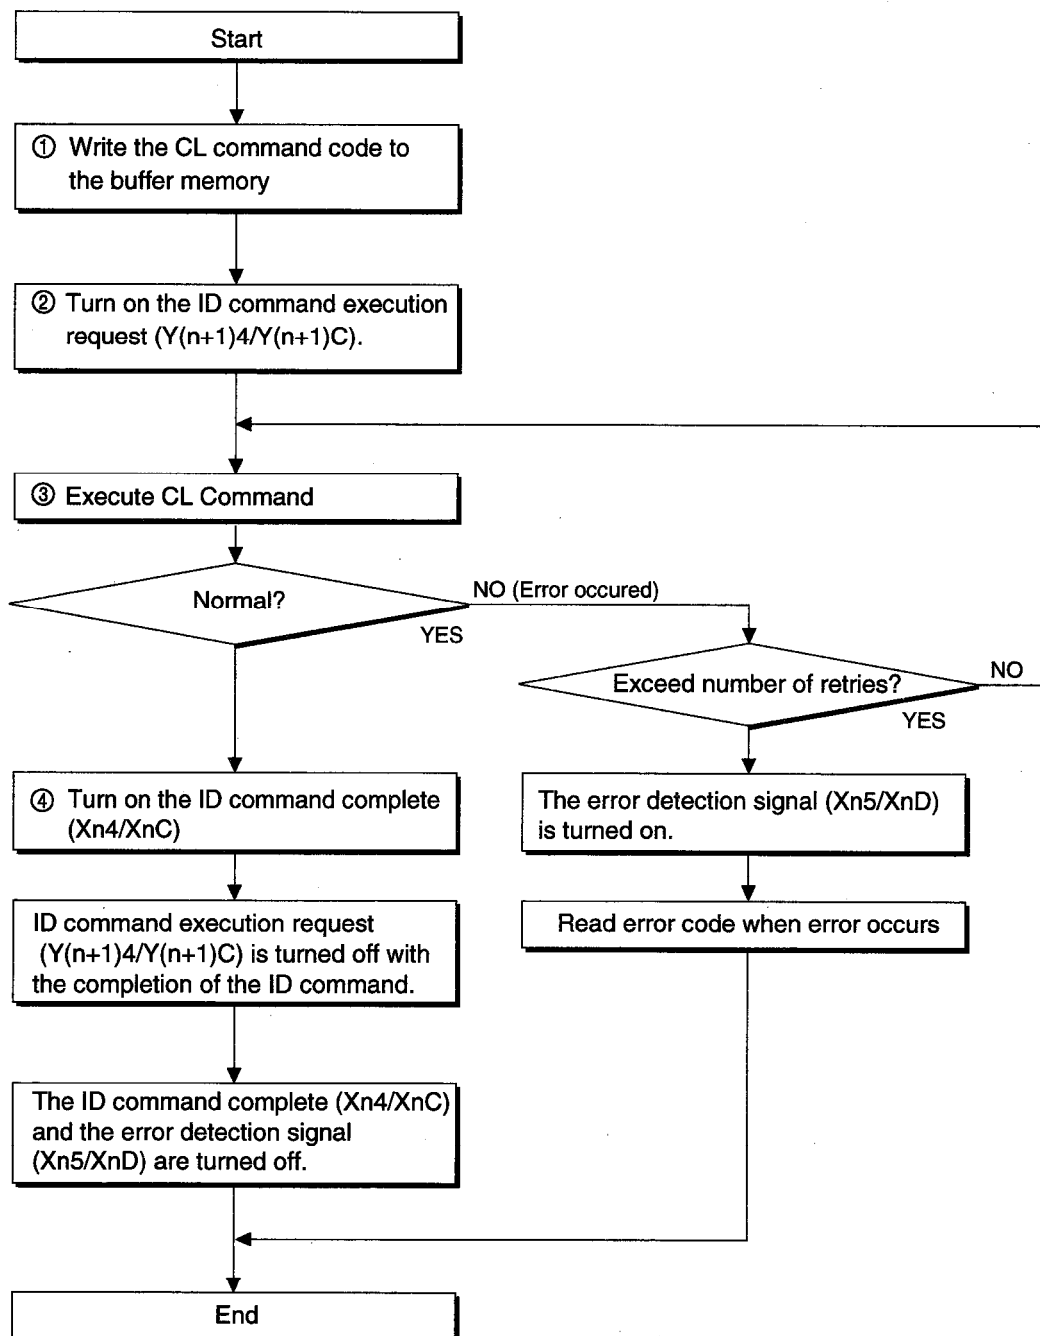 Start
① Write the CL command code to
the buffer memory
② Turn on the ID command execution
request (Y(n+1)4/Y(n+1)C).
③ Execute CL Command
Normal?
NO (Error occured)
YES
Exceed number of retries?
NO
YES
④ Turn on the ID command complete
(Xn4/XnC)
The error detection signal (Xn5/XnD)
is turned on.
ID command execution request
(Y(n+1)4/Y(n+1)C) is turned off with
the completion of the ID command.
Read error code when error occurs
The ID command complete (Xn4/XnC)
and the error detection signal
(Xn5/XnD) are turned off.
End